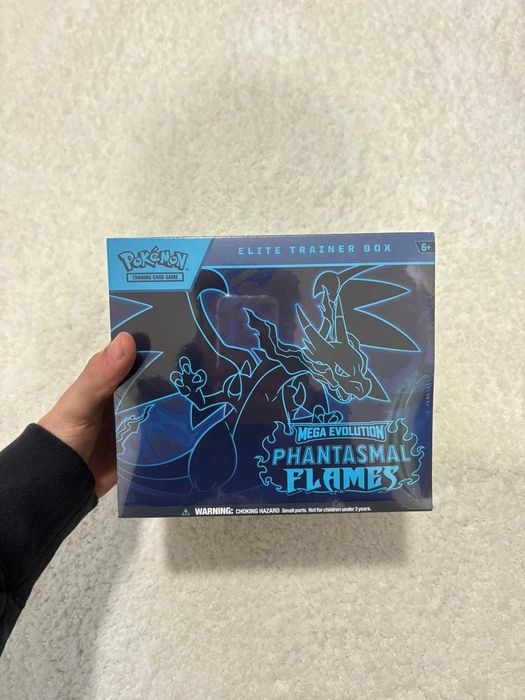 Pokémon
TRADING CARD GAME
ELITE TRAINER BOX
6+
MEGA EVOLUTION
PHANTASMAL
FLAMES
WARNING: CHOKING HAZARD Small parts. Not for children under 3 years.